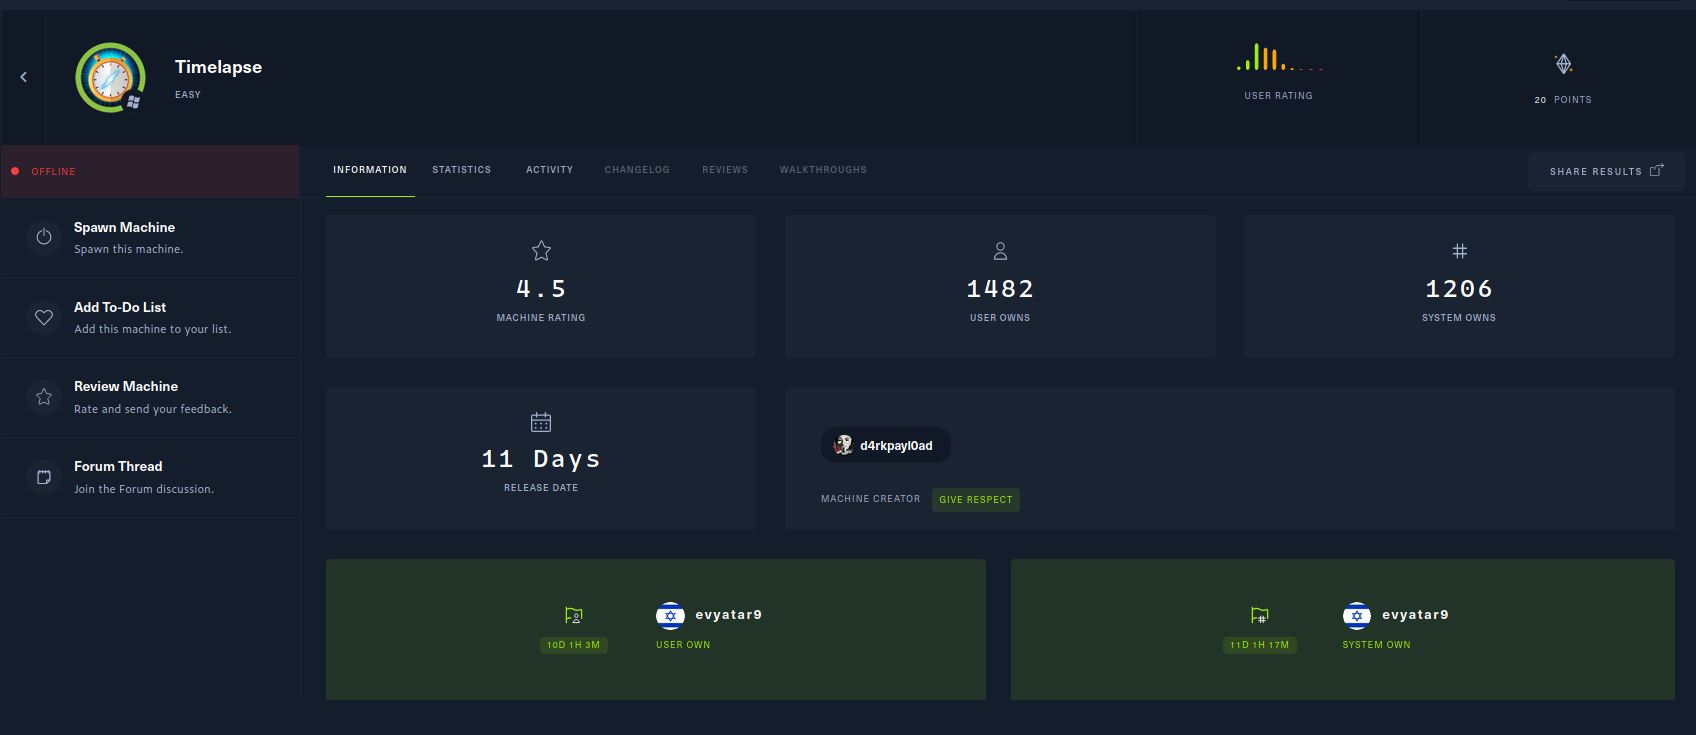 Timelapse
EASY
USER RATING
20 POINTS
OFFLINE
INFORMATION STATISTICS ACTIVITY CHANGELOG REVIEWS WALKTHROUGHS
SHARE RESULTS
Spawn Machine
Spawn this machine.
Add To-Do List
Add this machine to your list.
Review Machine
Rate and send your feedback.
Forum Thread
Join the Forum discussion.
4.5
MACHINE RATING
1482
USER OWNS
1206
SYSTEM OWNS
11 Days
RELEASE DATE
d4rkpayl0ad
MACHINE CREATOR GIVE RESPECT
10D 1H 3M
evyatar9
USER OWN
11D 1H 17M
evyatar9
SYSTEM OWN